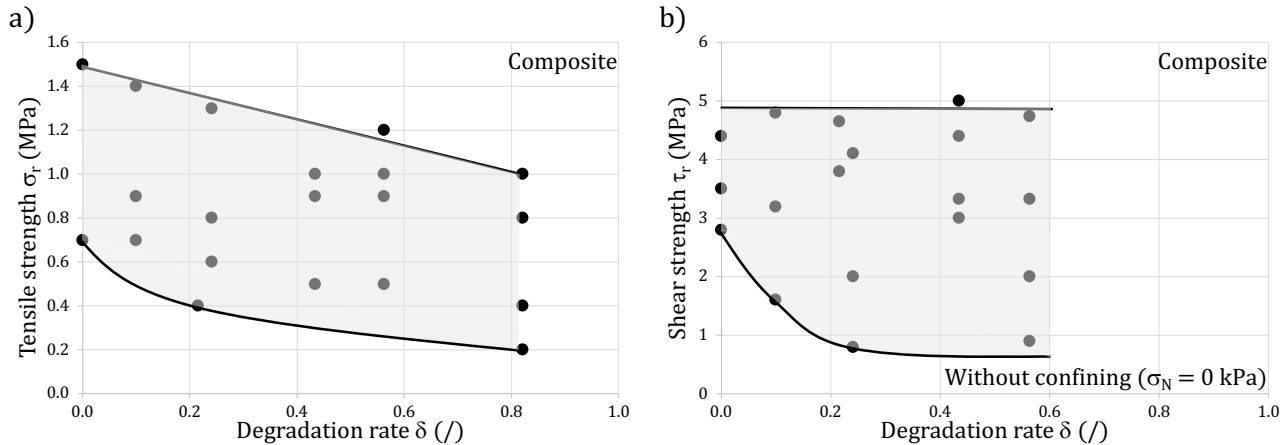 a)
Composite
Tensile strength σr (MPa)
1.6
1.4
1.2
1.0
0.8
0.6
0.4
0.2
0.0
0.0 0.2 0.4 0.6 0.8 1.0
Degradation rate δ (/)
b)
Composite
Shear strength τr (MPa)
6
5
4
3
2
1
0
Without confining (σN = 0 kPa)
0.0 0.2 0.4 0.6 0.8 1.0
Degradation rate δ (/)